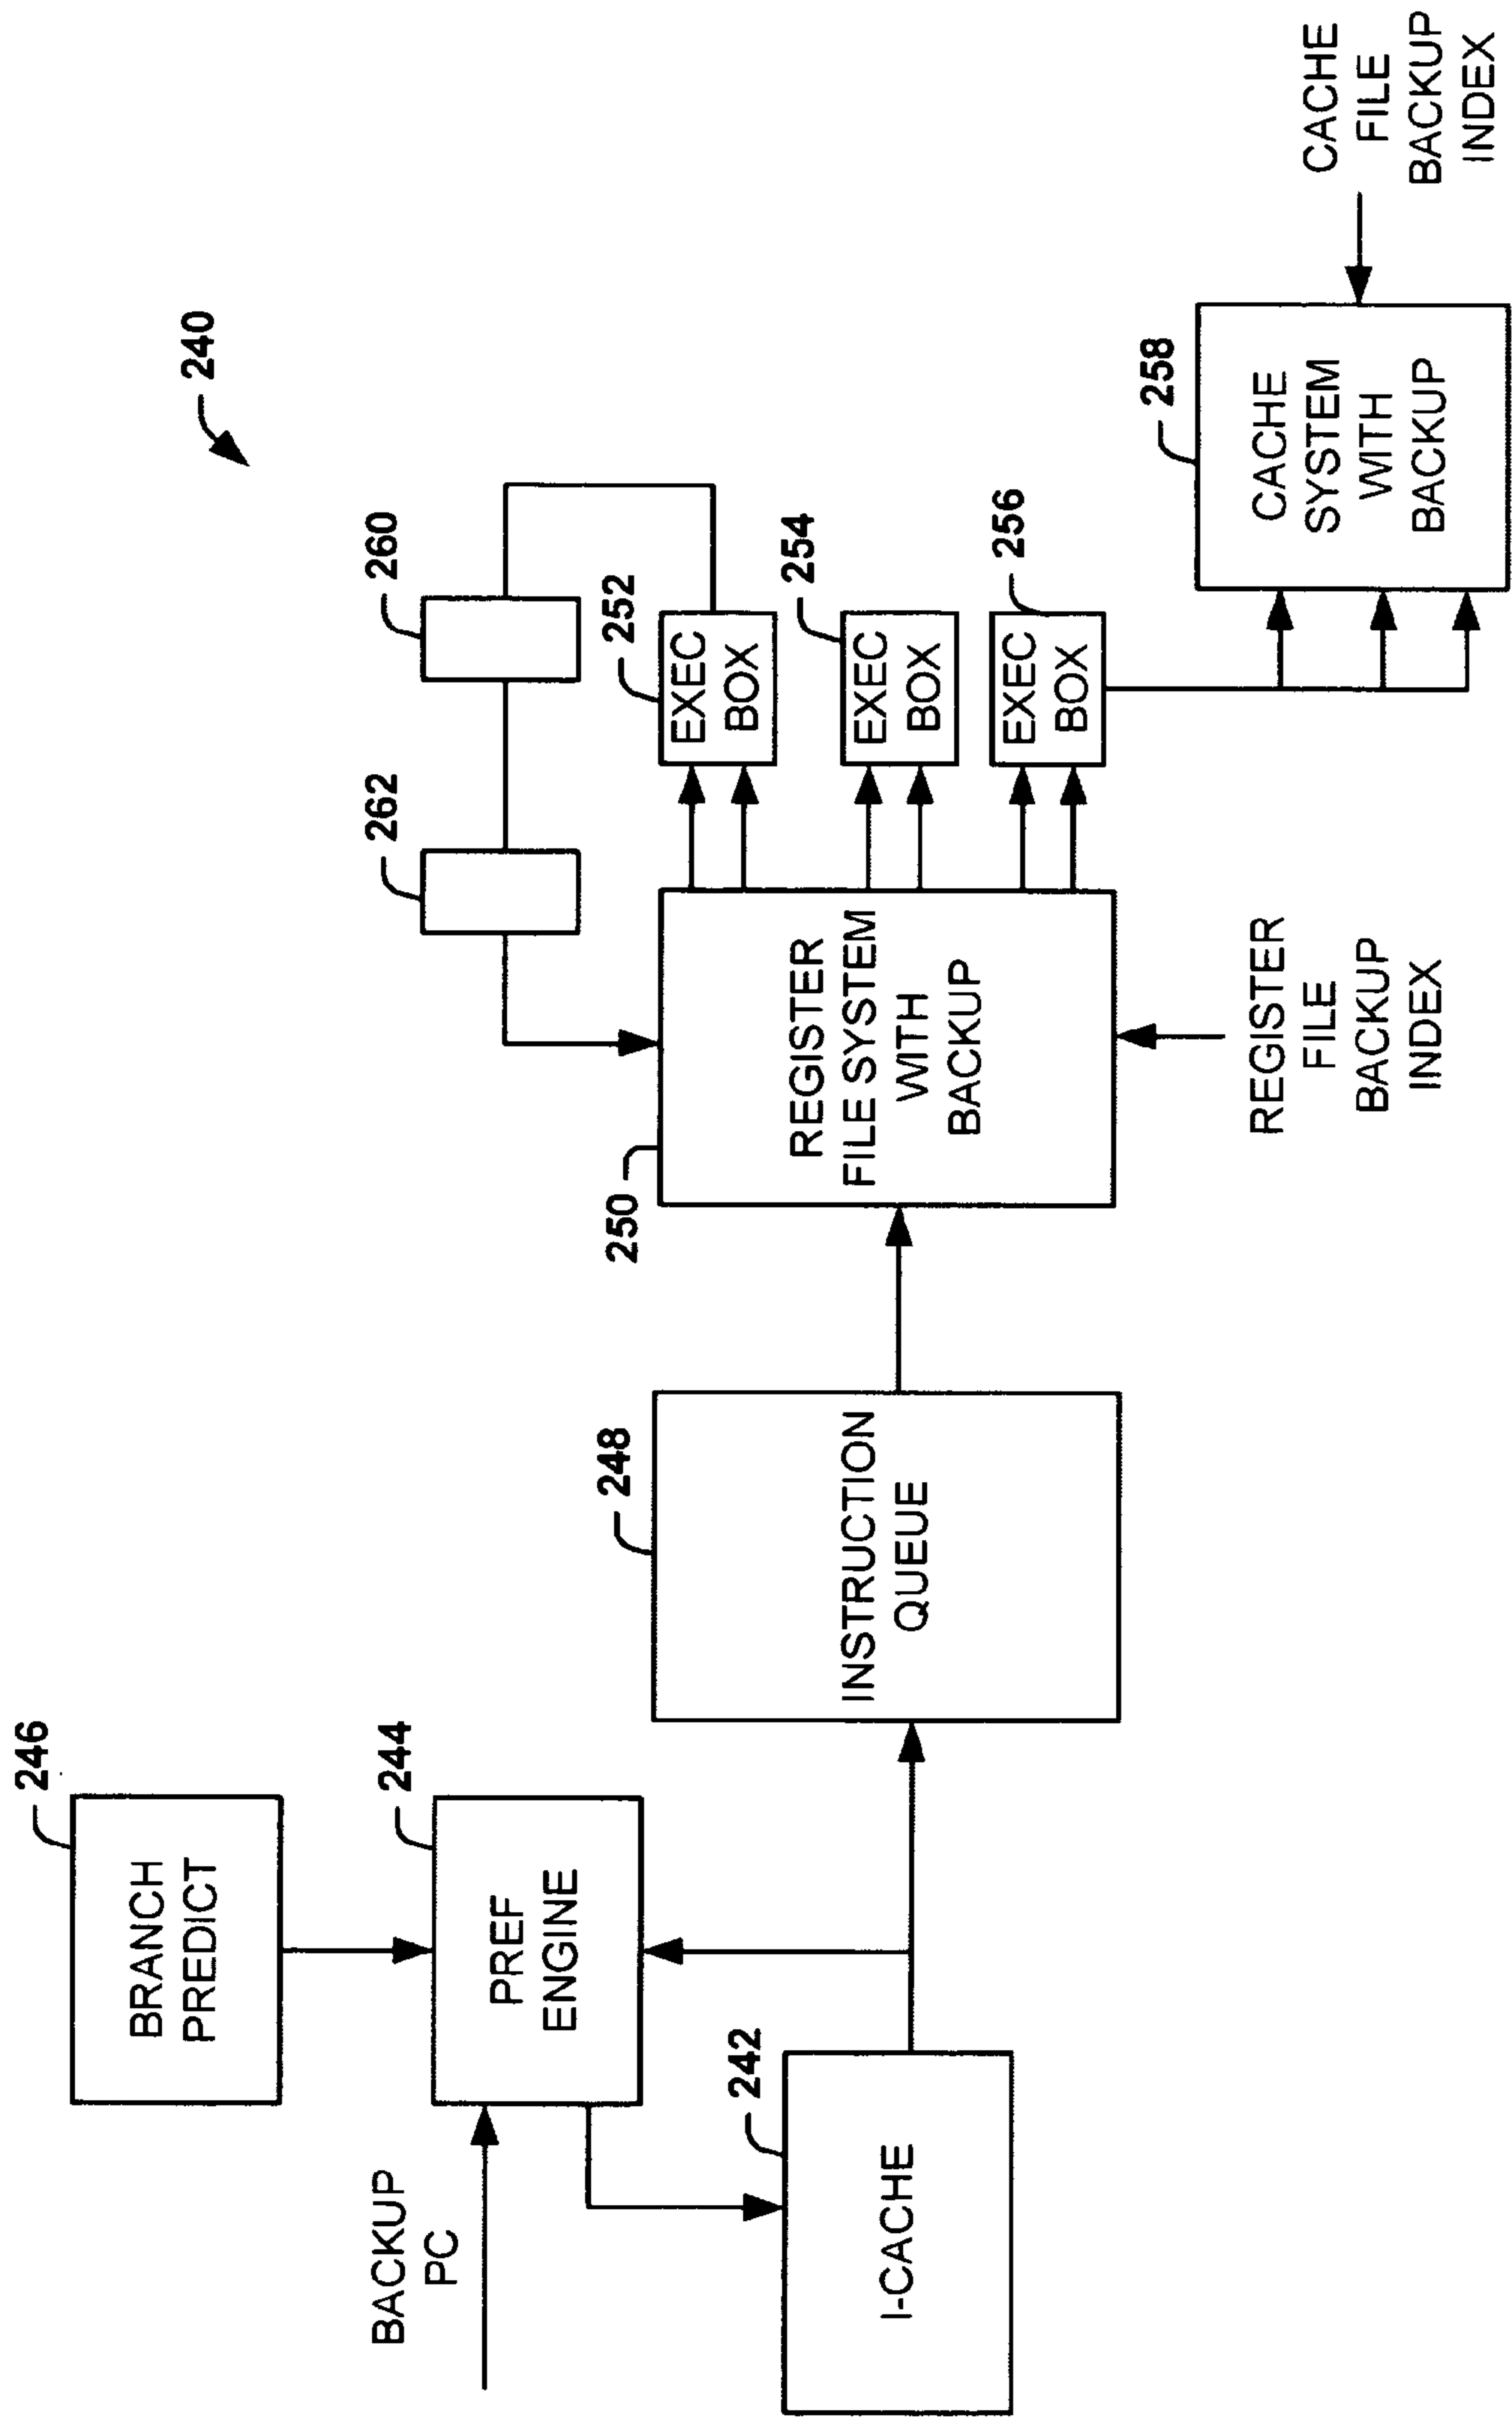 240
246
BRANCH
PREDICT
BACKUP
PC
244
PREF
ENGINE
242
I-CACHE
248
INSTRUCTION
QUEUE
250
REGISTER
FILE SYSTEM
WITH
BACKUP
REGISTER
FILE
BACKUP
INDEX
262
260
252
EXEC
BOX
254
EXEC
BOX
256
EXEC
BOX
258
CACHE
SYSTEM
WITH
BACKUP
CACHE
FILE
BACKUP
INDEX